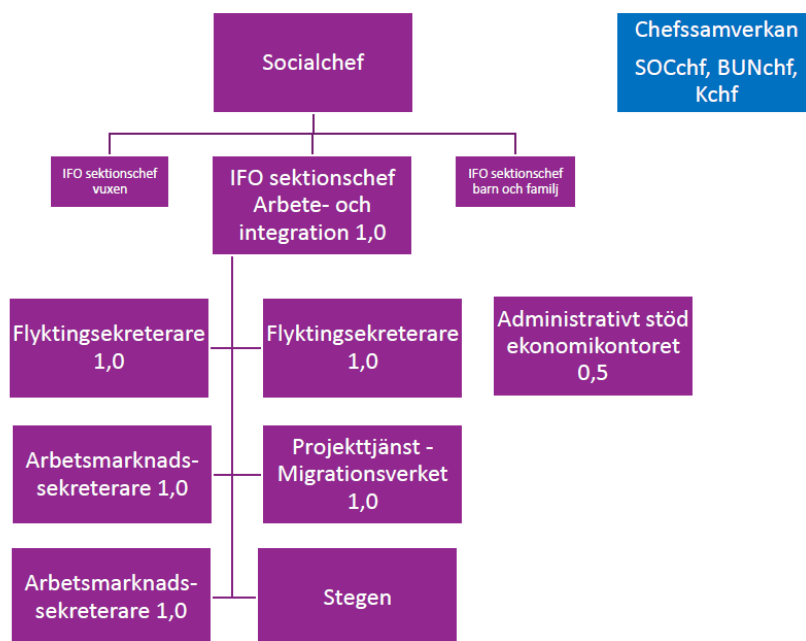 Socialchef
Chefssamverkan
SOCchf, BUNchf,
Kchf
IFO sektionschef
vuxen
IFO sektionschef
Arbete- och
integration 1,0
IFO sektionschef
barn och familj
Flyktingsekreterare
1,0
Flyktingsekreterare
1,0
Administrativt stöd
ekonomikontoret
0,5
Arbetsmarknads-
sekreterare 1,0
Projekttjänst -
Migrationsverket
1,0
Arbetsmarknads-
sekreterare 1,0
Stegen